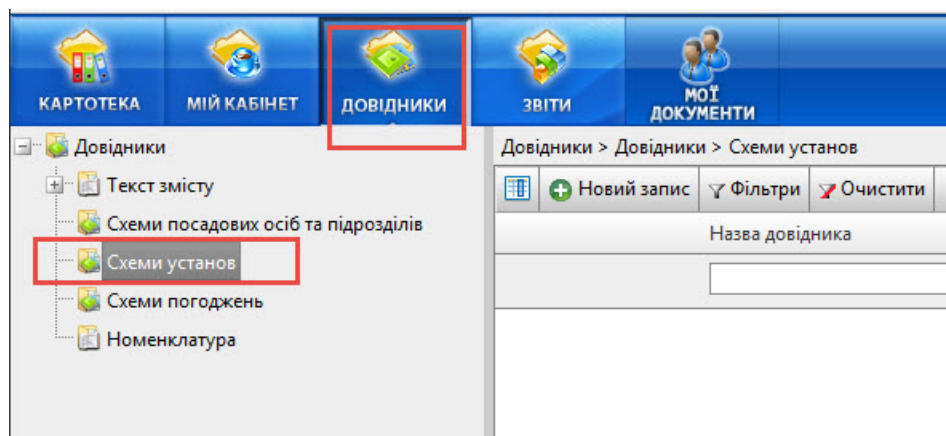 КАРТОТЕКА
МІЙ КАБІНЕТ
ДОВІДНИКИ
ЗВІТИ
МОЇ
ДОКУМЕНТИ
Довідники
Текст змісту
Схеми посадових осіб та підрозділів
Схеми установ
Схеми погоджень
Номенклатура
Довідники > Довідники > Схеми установ
Новий запис Фільтри Очистити
Назва довідника